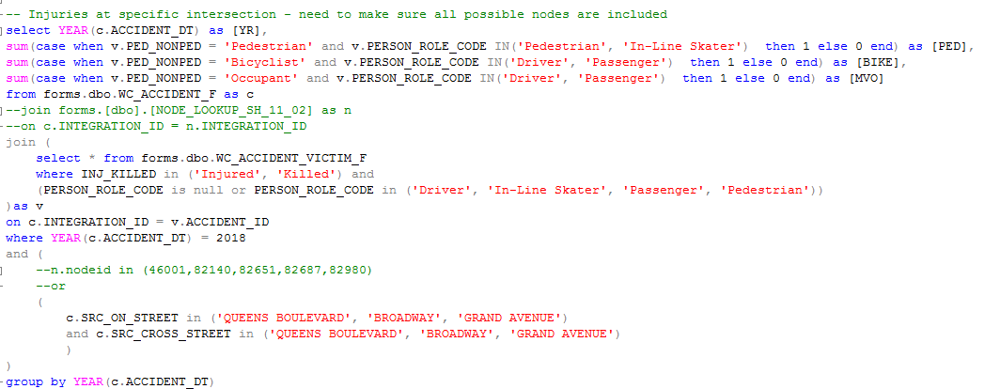 --- Injuries at specific intersection - need to make sure all possible nodes are included
select YEAR(c.ACCIDENT_DT) as [YR],
sum(case when v.PED_NONPED = 'Pedestrian' and v.PERSON_ROLE_CODE IN('Pedestrian', 'In-Line Skater')  then 1 else 0 end) as [PED],
sum(case when v.PED_NONPED = 'Bicyclist' and v.PERSON_ROLE_CODE IN('Driver', 'Passenger')  then 1 else 0 end) as [BIKE],
sum(case when v.PED_NONPED = 'Occupant' and v.PERSON_ROLE_CODE IN('Driver', 'Passenger')  then 1 else 0 end) as [MVO]
from forms.dbo.WC_ACCIDENT_F as c
--join forms.[dbo].[NODE_LOOKUP_SH_11_02] as n
--on c.INTEGRATION_ID = n.INTEGRATION_ID
join (
    select * from forms.dbo.WC_ACCIDENT_VICTIM_F
    where INJ_KILLED in ('Injured', 'Killed') and
    (PERSON_ROLE_CODE is null or PERSON_ROLE_CODE in ('Driver', 'In-Line Skater', 'Passenger', 'Pedestrian'))
)as v
on c.INTEGRATION_ID = v.ACCIDENT_ID
where YEAR(c.ACCIDENT_DT) = 2018
and (
    --n.nodeid in (46001,82140,82651,82687,82980)
    --or
    (
        c.SRC_ON_STREET in ('QUEENS BOULEVARD', 'BROADWAY', 'GRAND AVENUE')
        and c.SRC_CROSS_STREET in ('QUEENS BOULEVARD', 'BROADWAY', 'GRAND AVENUE')
        )
)
group by YEAR(c.ACCIDENT_DT)